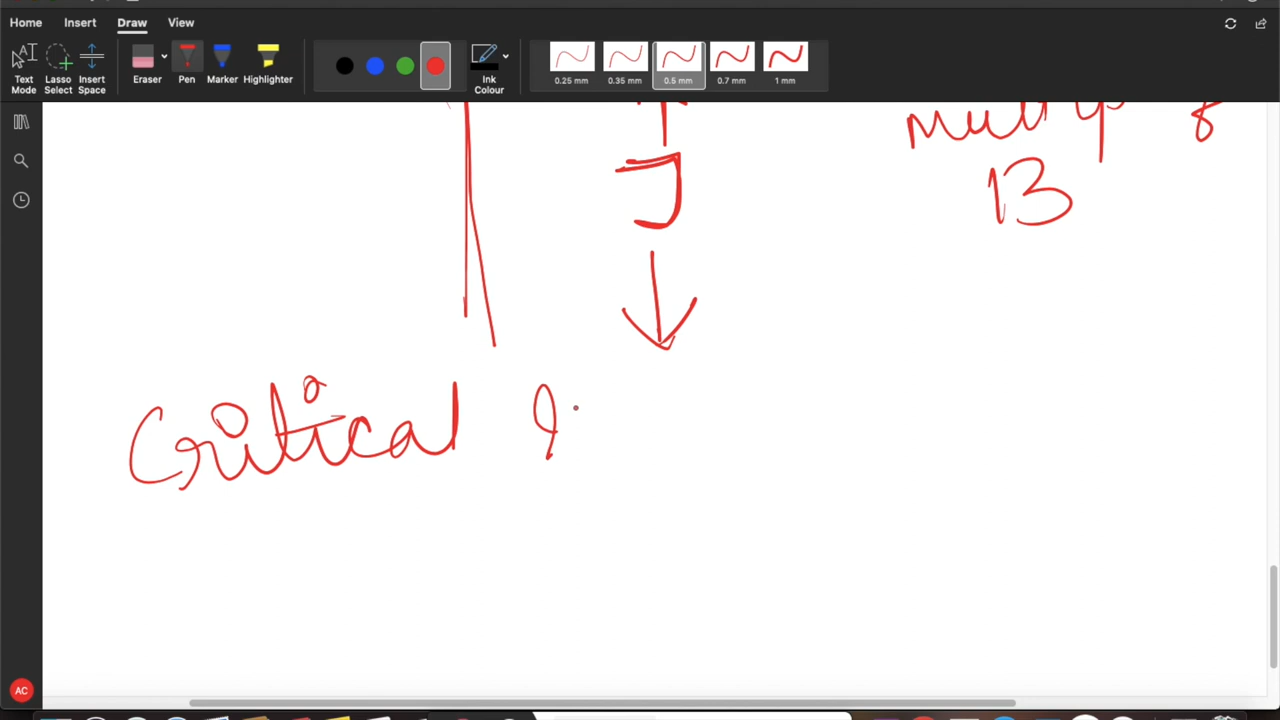 Home Insert Draw View
Text Mode
Lasso Select
Insert Space
Eraser
Pen
Marker
Highlighter
Ink Colour
0.25 mm
0.35 mm
0.5 mm
0.7 mm
1 mm
J
13
Critical
AC